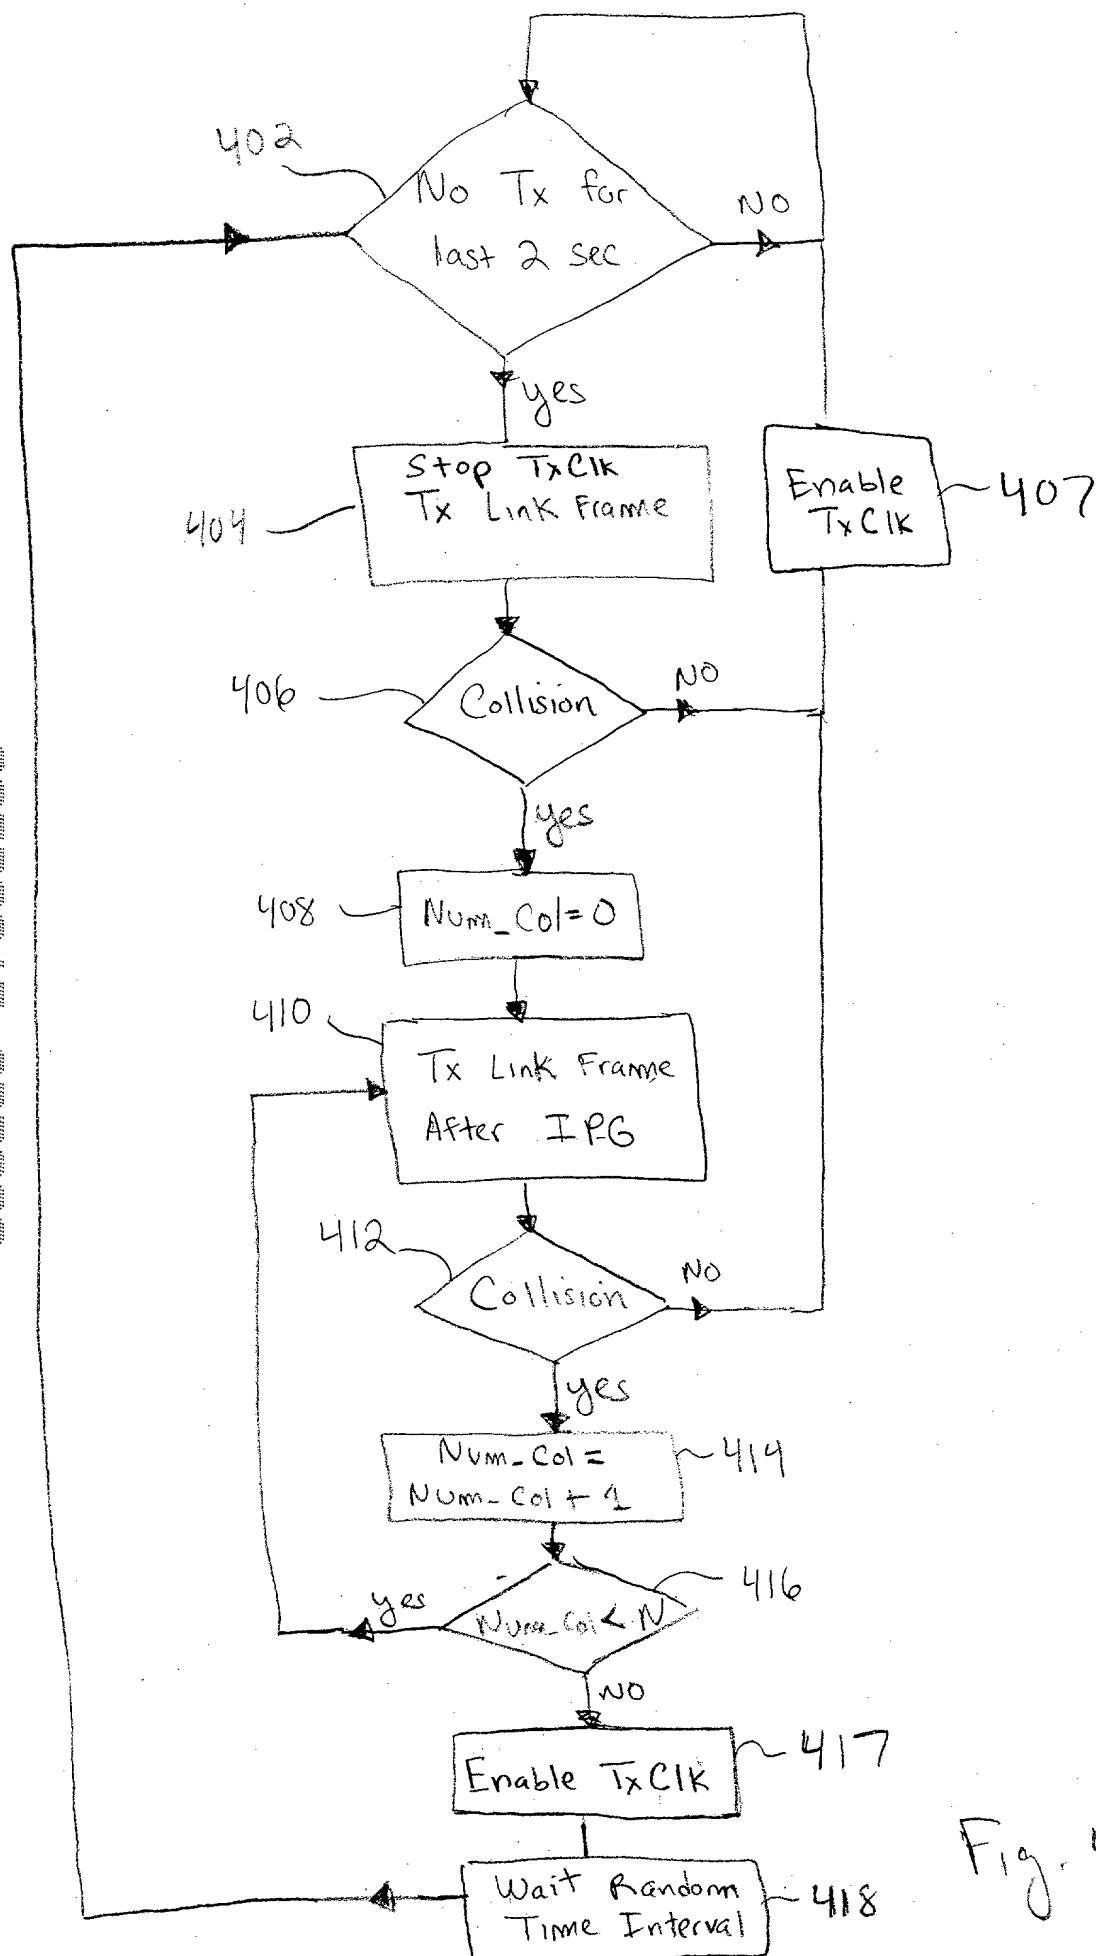 402
No Tx for
last 2 sec
NO
yes
Stop TxClk
Tx Link Frame
404
Enable
TxClk
407
406
Collision
NO
yes
408
Num_Col=0
410
Tx Link Frame
After IPG
412
Collision
NO
yes
Num_Col =
Num_Col + 1
414
416
Num_Col < N
yes
NO
Enable TxClk
417
Wait Random
Time Interval
418
Fig.